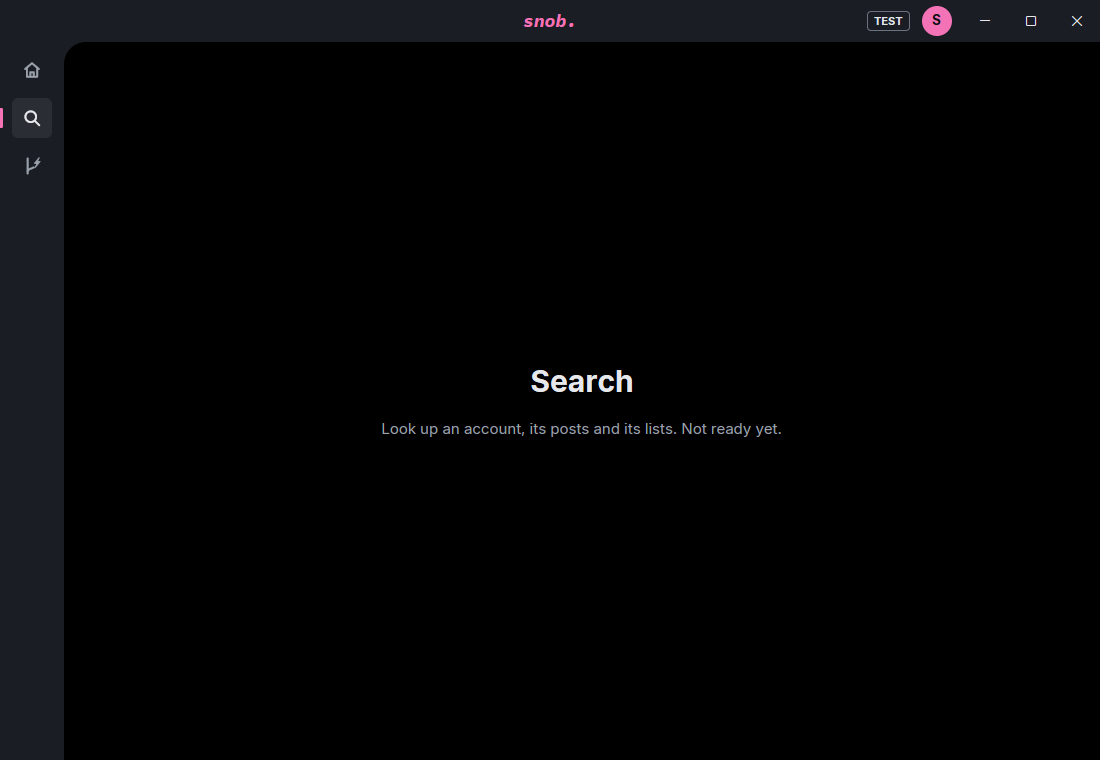 snob.
TEST
S
Search
Look up an account, its posts and its lists. Not ready yet.